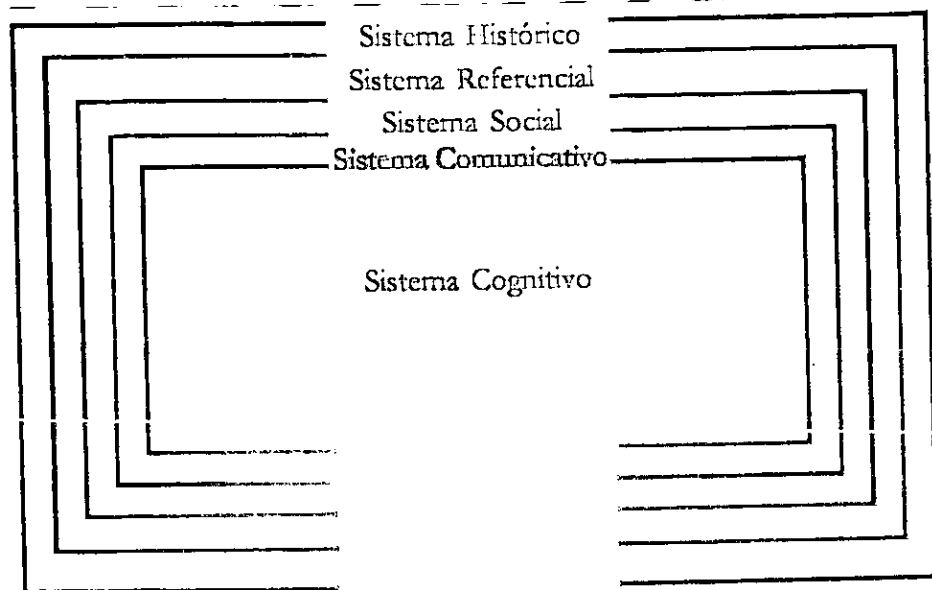 Sistema Histórico
Sistema Referencial
Sistema Social
Sistema Comunicativo
Sistema Cognitivo